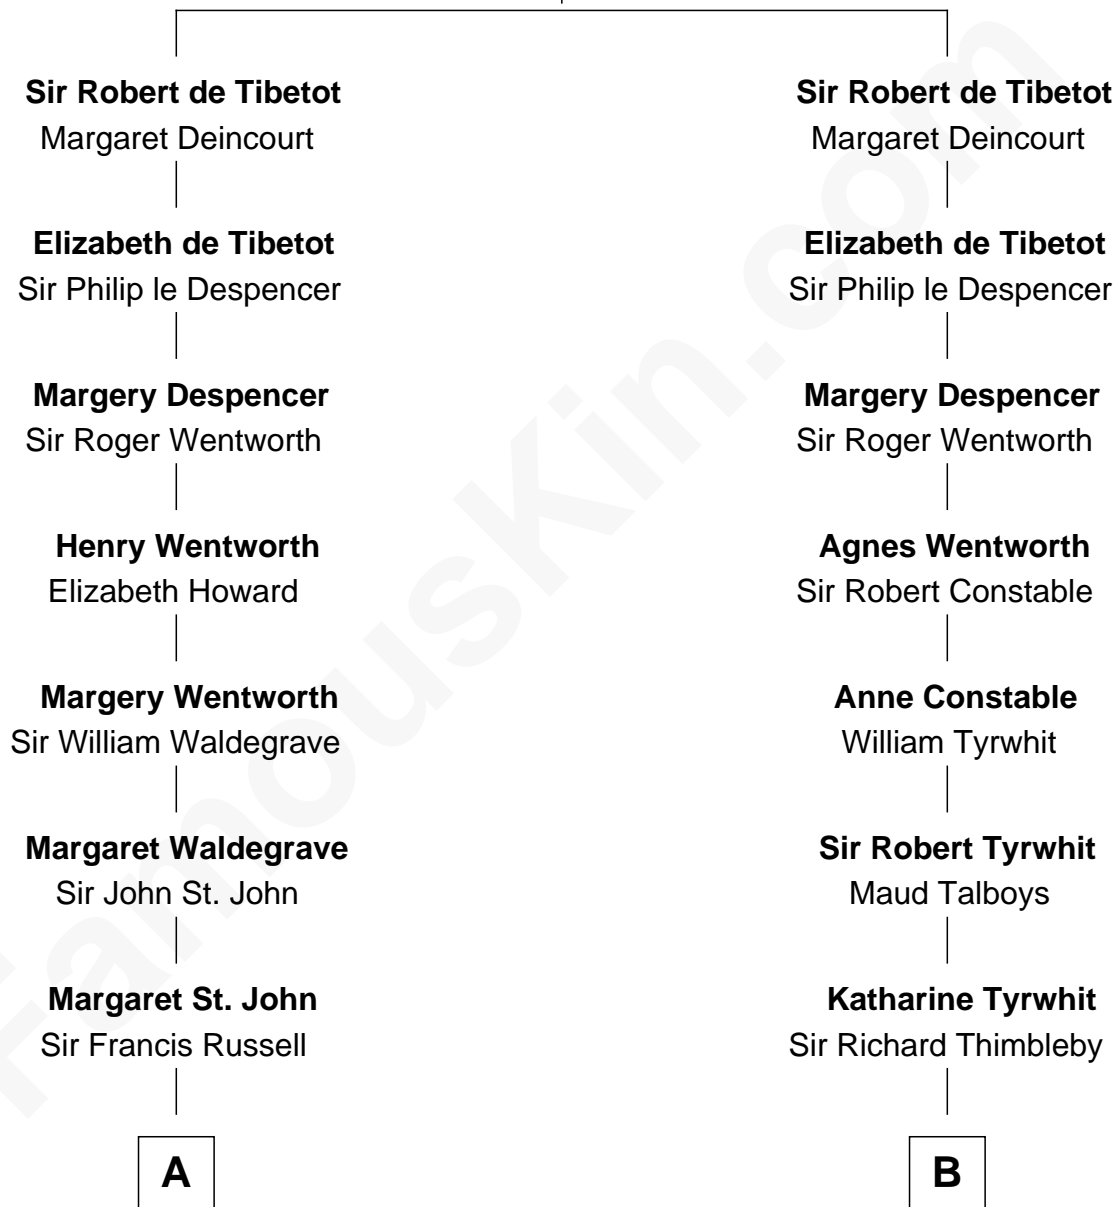 Sir Robert de Tibetot
Margaret Deincourt
Elizabeth de Tibetot
Sir Philip le Despencer
Margery Despencer
Sir Roger Wentworth
Henry Wentworth
Elizabeth Howard
Margery Wentworth
Sir William Waldegrave
Margaret Waldegrave
Sir John St. John
Margaret St. John
Sir Francis Russell
A
Sir Robert de Tibetot
Margaret Deincourt
Elizabeth de Tibetot
Sir Philip le Despencer
Margery Despencer
Sir Roger Wentworth
Agnes Wentworth
Sir Robert Constable
Anne Constable
William Tyrwhit
Sir Robert Tyrwhit
Maud Talboys
Katharine Tyrwhit
Sir Richard Thimbleby
B
FamousKin.com